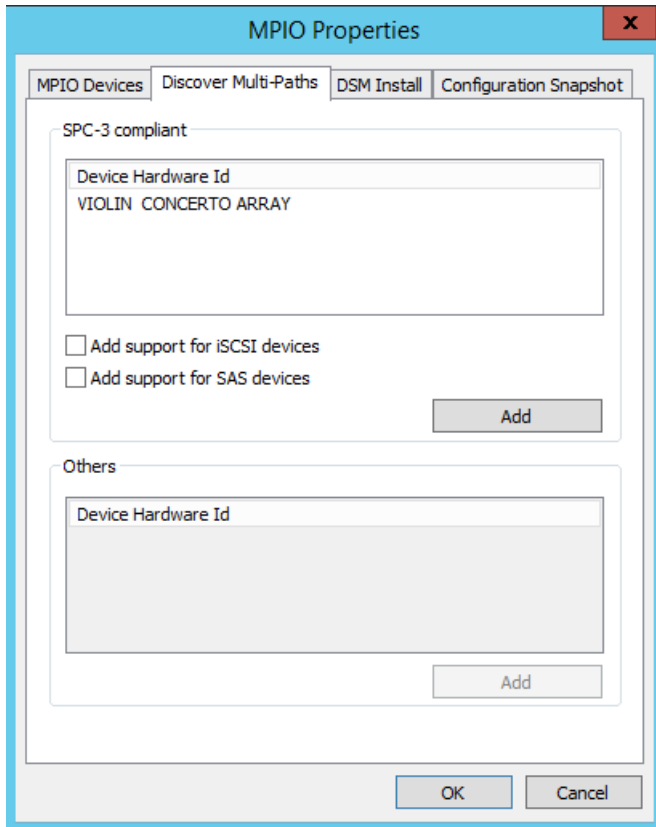 MPIO Properties
x
MPIO Devices Discover Multi-Paths DSM Install Configuration Snapshot
SPC-3 compliant
Device Hardware Id
VIOLIN  CONCERTO ARRAY
Add support for iSCSI devices
Add support for SAS devices
Add
Others
Device Hardware Id
Add
OK Cancel